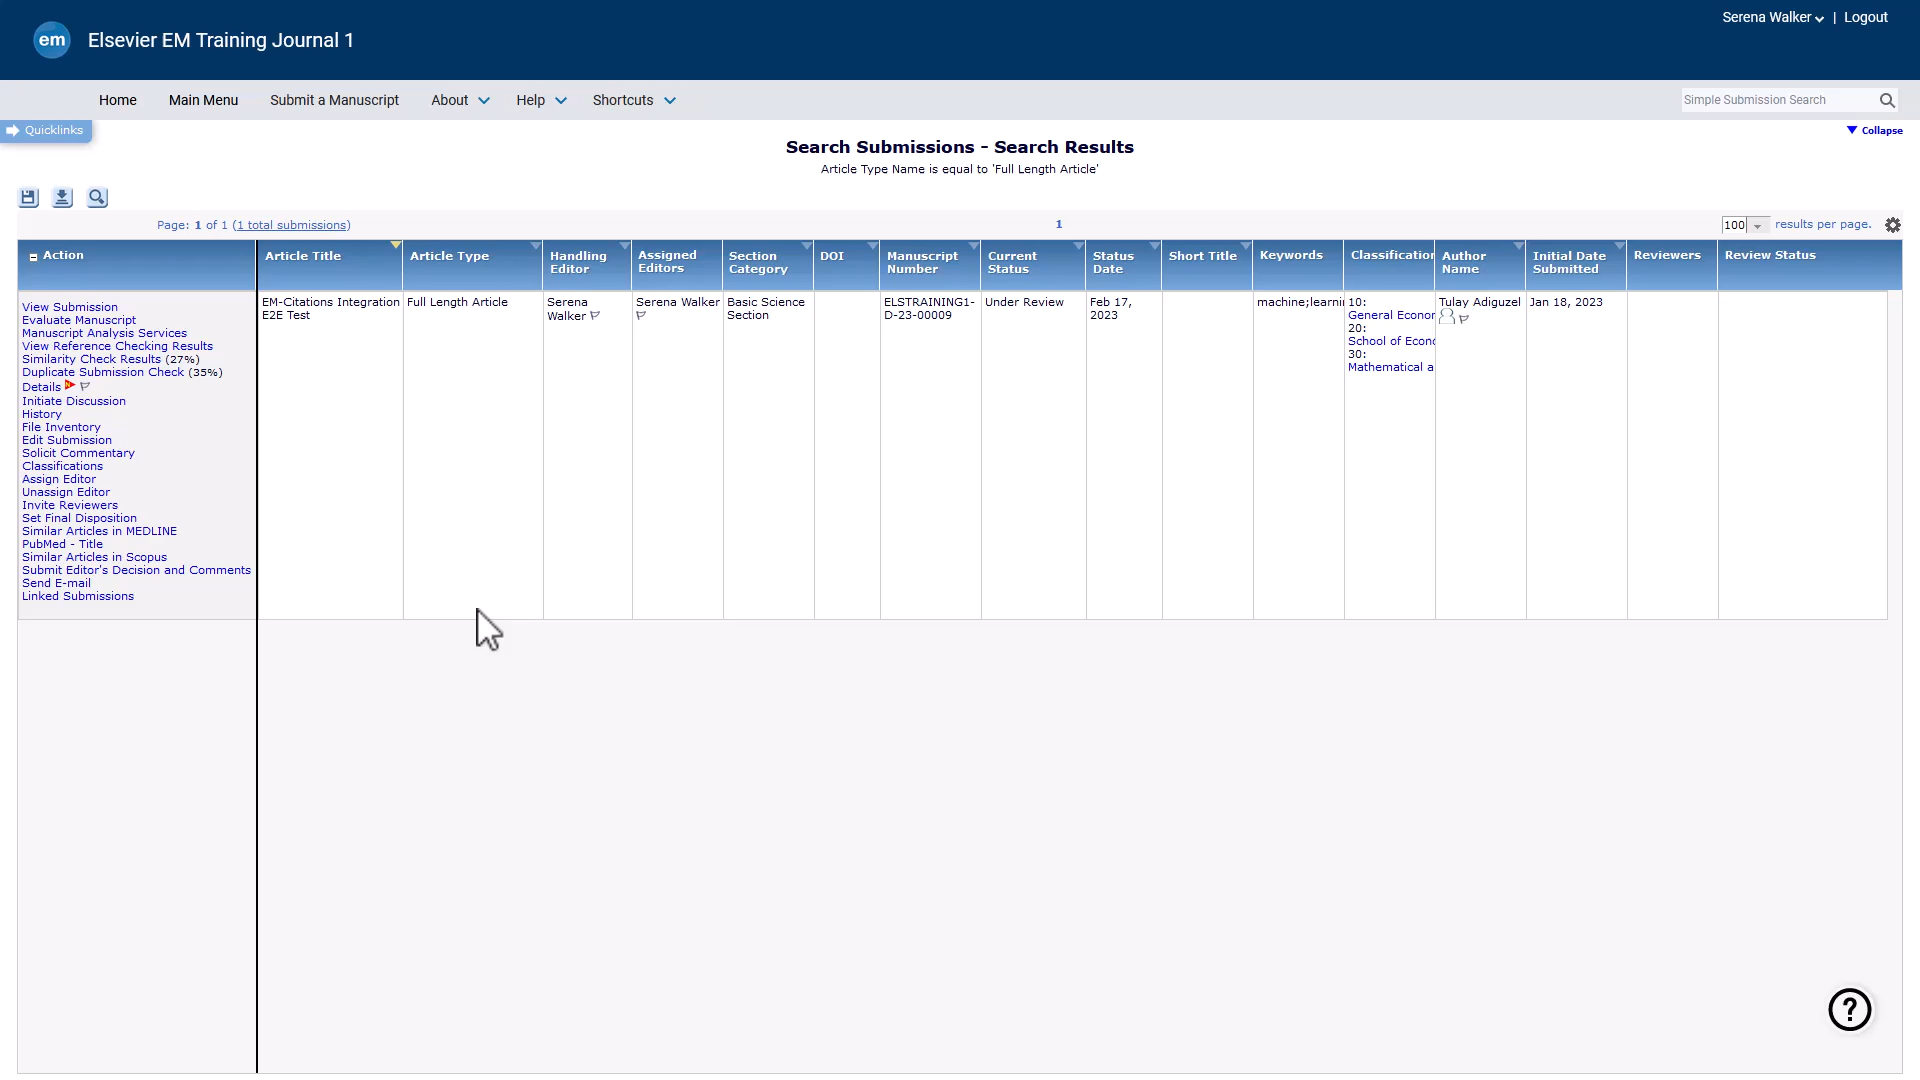 Serena Walker | Logout
em Elsevier EM Training Journal 1
Home Main Menu Submit a Manuscript About Help Shortcuts Simple Submission Search
Quicklinks
Collapse
Search Submissions - Search Results
Article Type Name is equal to 'Full Length Article'
Page: 1 of 1 (1 total submissions) 1 100 results per page.
Action
Article Title
Article Type
Handling
Editor
Assigned
Editors
Section
Category
DOI
Manuscript
Number
Current
Status
Status
Date
Short Title
Keywords
Classification
Author
Name
Initial Date
Submitted
Reviewers
Review Status
View Submission
Evaluate Manuscript
Manuscript Analysis Services
View Reference Checking Results
Similarity Check Results (27%)
Duplicate Submission Check (35%)
Details
Initiate Discussion
History
File Inventory
Edit Submission
Solicit Commentary
Classifications
Assign Editor
Unassign Editor
Invite Reviewers
Set Final Disposition
Similar Articles in MEDLINE
PubMed - Title
Similar Articles in Scopus
Submit Editor's Decision and Comments
Send E-mail
Linked Submissions
EM-Citations Integration
E2E Test
Full Length Article
Serena
Walker
Serena Walker
Basic Science
Section
ELSTRAINING1-
D-23-00009
Under Review
Feb 17,
2023
machine;learni
10:
General Econor
20:
School of Econo
30:
Mathematical a
Tulay Adiguzel
Jan 18, 2023
?